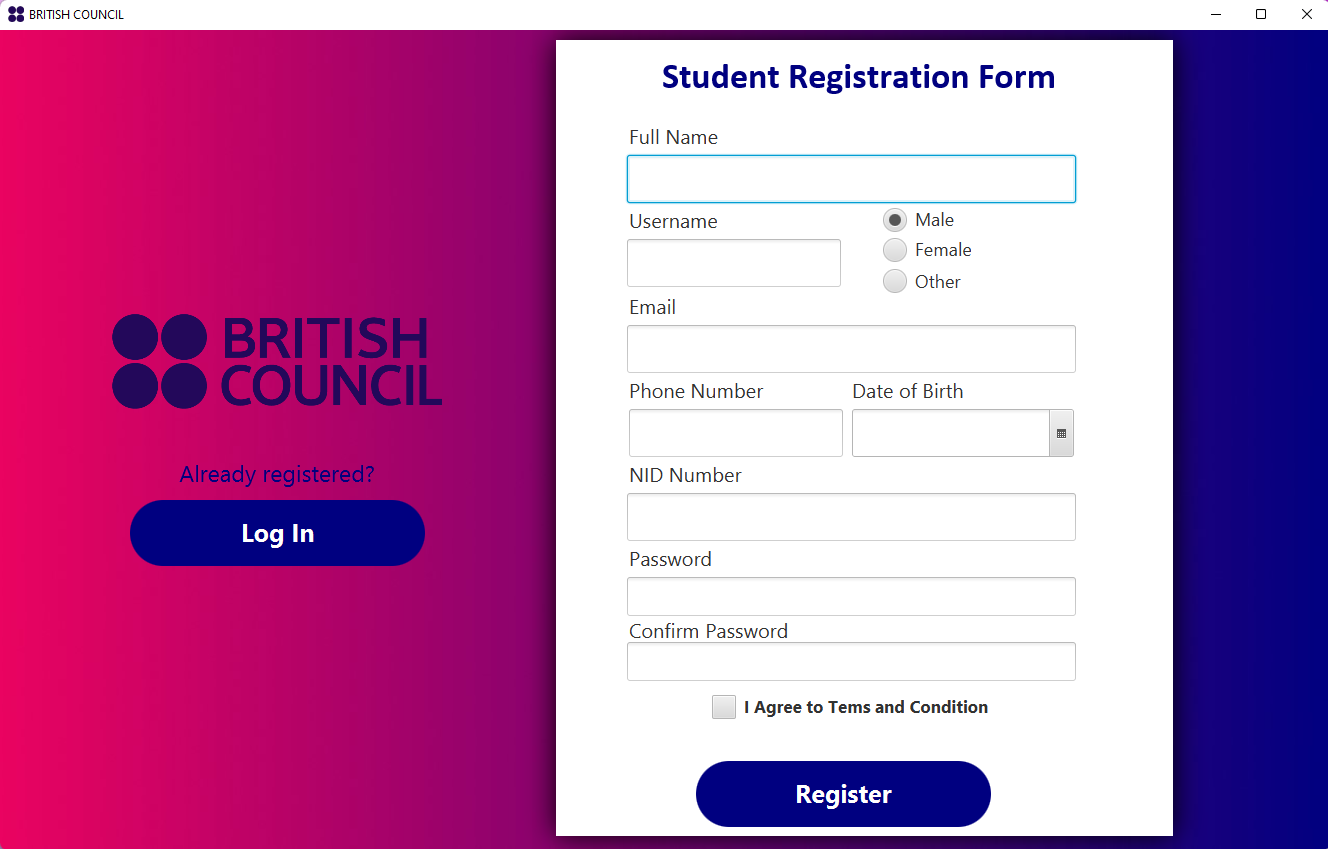 BRITISH COUNCIL
Student Registration Form
Full Name
Username
Male
Female
Other
Email
Phone Number
Date of Birth
NID Number
Password
Confirm Password
I Agree to Tems and Condition
Register
BRITISH
COUNCIL
Already registered?
Log In